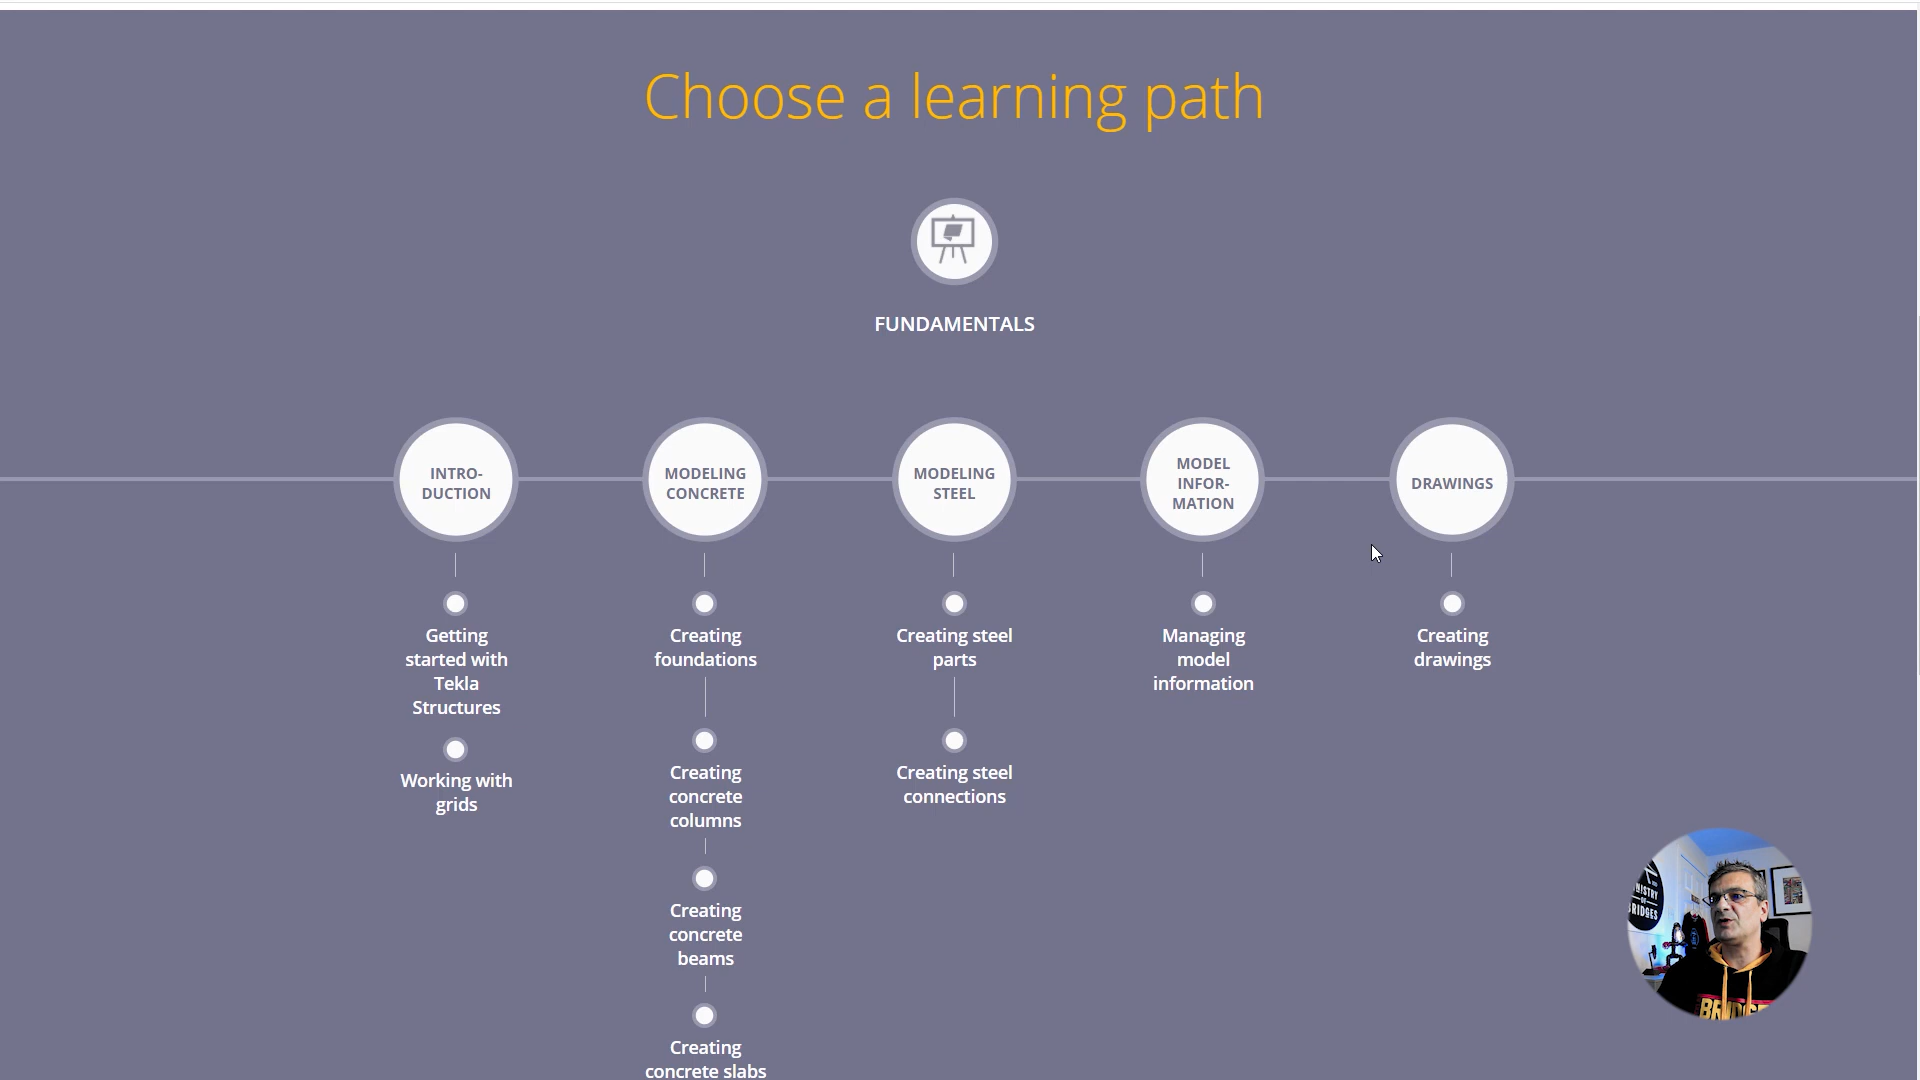 Choose a learning path
FUNDAMENTALS
INTRO-
DUCTION
MODELING
CONCRETE
MODELING
STEEL
MODEL
INFOR-
MATION
DRAWINGS
Getting
started with
Tekla
Structures
Working with
grids
Creating
foundations
Creating
concrete
columns
Creating
concrete
beams
Creating
concrete slabs
Creating steel
parts
Creating steel
connections
Managing
model
information
Creating
drawings
BRIDGES